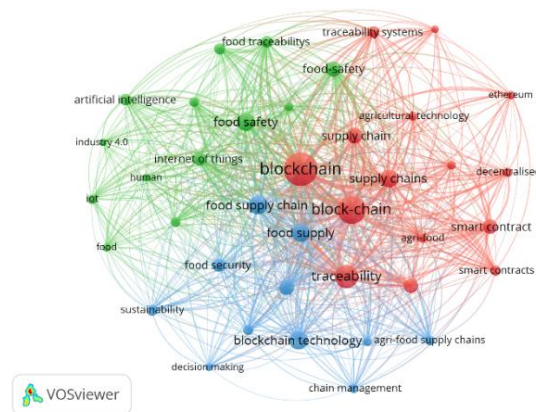 traceability systems
food traceabilitys
food-safety
ethereum
artificial intelligence
agricultural technology
food safety
supply chain
industry 4.0
internet of things
blockchain
decentralised
human
supply chains
iot
food supply chain
block-chain
smart contract
food supply
agri-food
food
food security
smart contracts
traceability
sustainability
blockchain technology
agri-food supply chains
decision making
chain management
VOSviewer